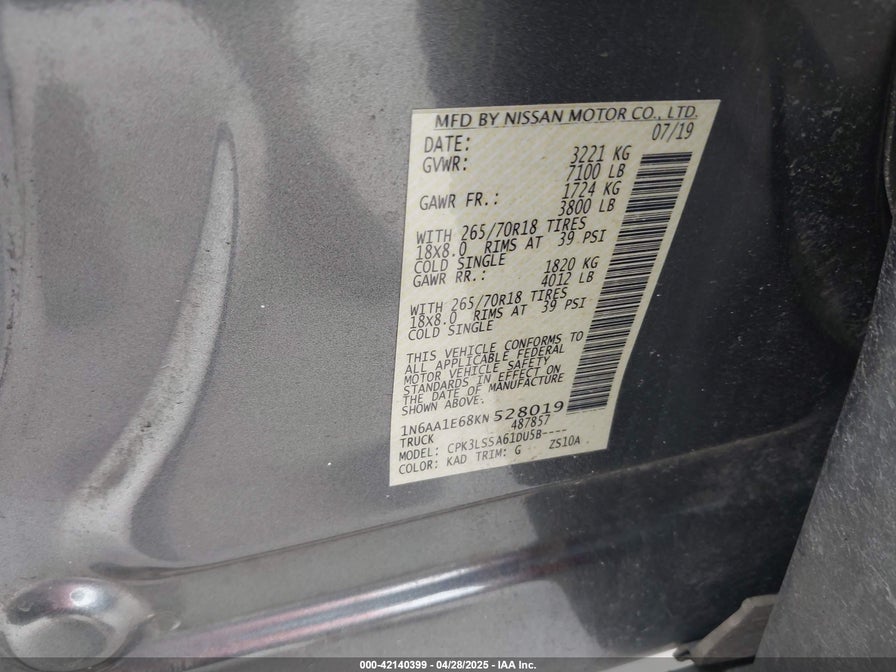 MFD BY NISSAN MOTOR CO., LTD.
DATE: 07/19
GVWR: 3221 KG
7100 LB
GAWR FR.: 1724 KG
3800 LB
WITH 265/70R18 TIRES
18X8.0 RIMS AT 39 PSI
COLD SINGLE
GAWR RR.: 1820 KG
4012 LB
WITH 265/70R18 TIRES
18X8.0 RIMS AT 39 PSI
COLD SINGLE
THIS VEHICLE CONFORMS TO
ALL APPLICABLE FEDERAL
MOTOR VEHICLE SAFETY
STANDARDS IN EFFECT ON
THE DATE OF MANUFACTURE
SHOWN ABOVE.
1N6AA1E68KN528019
TRUCK 487857
MODEL: CPK3LSSA61DU5B----
COLOR: KAD TRIM: G ZS10A
000-42140399 - 04/28/2025 - IAA Inc.